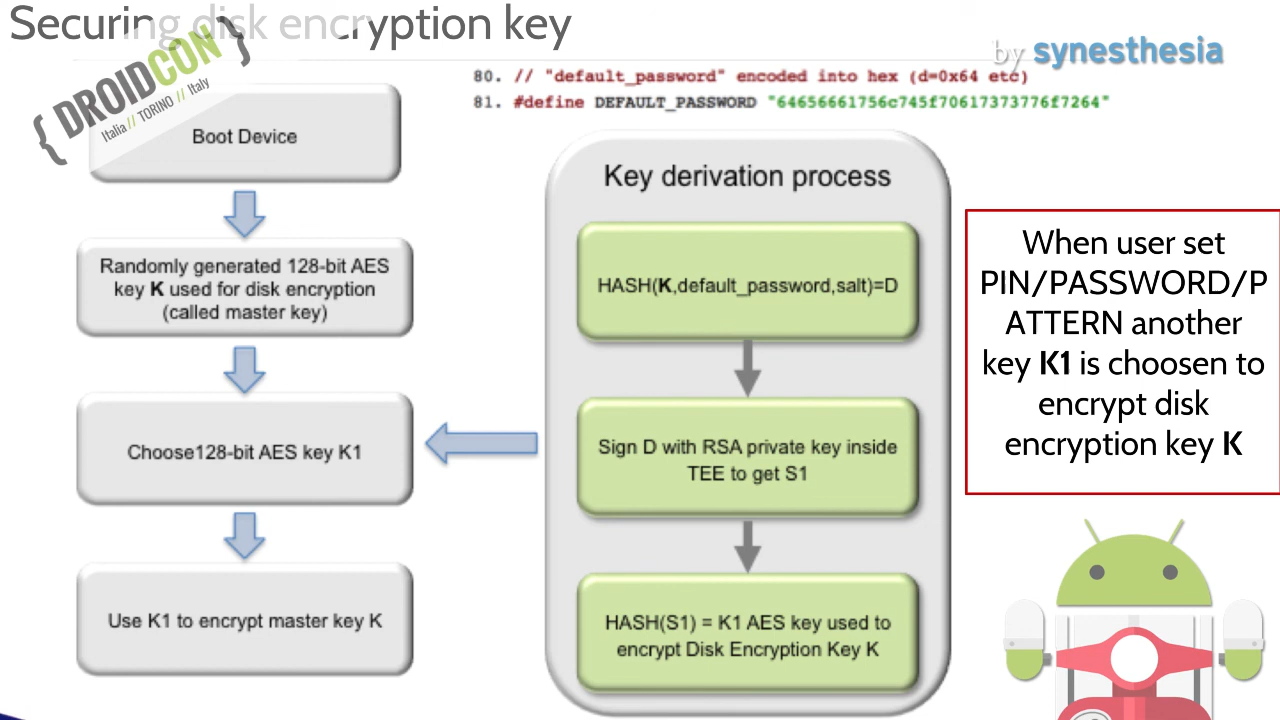 Securing disk encryption key
{ DROIDCON }
Italia // TORINO // Italy
by synesthesia
80. // "default_password" encoded into hex (d=0x64 etc)
81. #define DEFAULT_PASSWORD "64656661756c745f70617373776f7264"
Boot Device
Randomly generated 128-bit AES
key K used for disk encryption
(called master key)
Choose128-bit AES key K1
Use K1 to encrypt master key K
Key derivation process
HASH(K,default_password,salt)=D
Sign D with RSA private key inside
TEE to get S1
HASH(S1) = K1 AES key used to
encrypt Disk Encryption Key K
When user set
PIN/PASSWORD/P
ATTERN another
key K1 is choosen to
encrypt disk
encryption key K